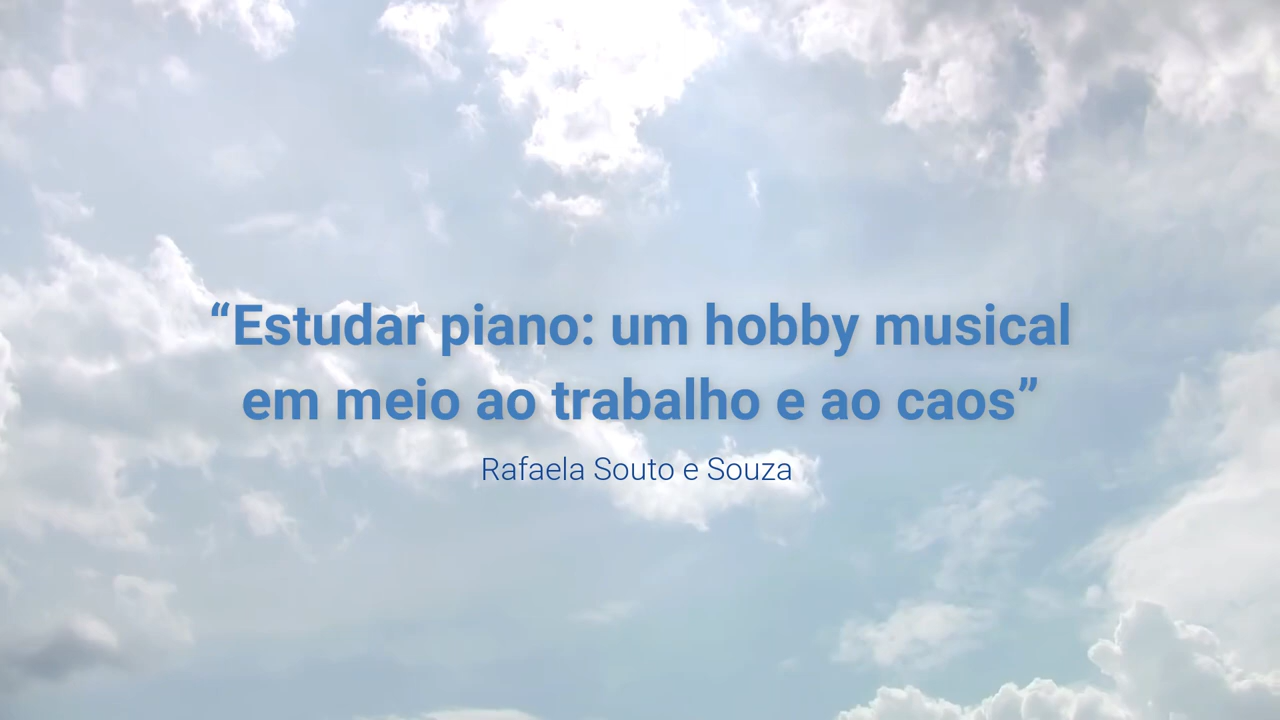 “Estudar piano: um hobby musical
em meio ao trabalho e ao caos”
Rafaela Souto e Souza